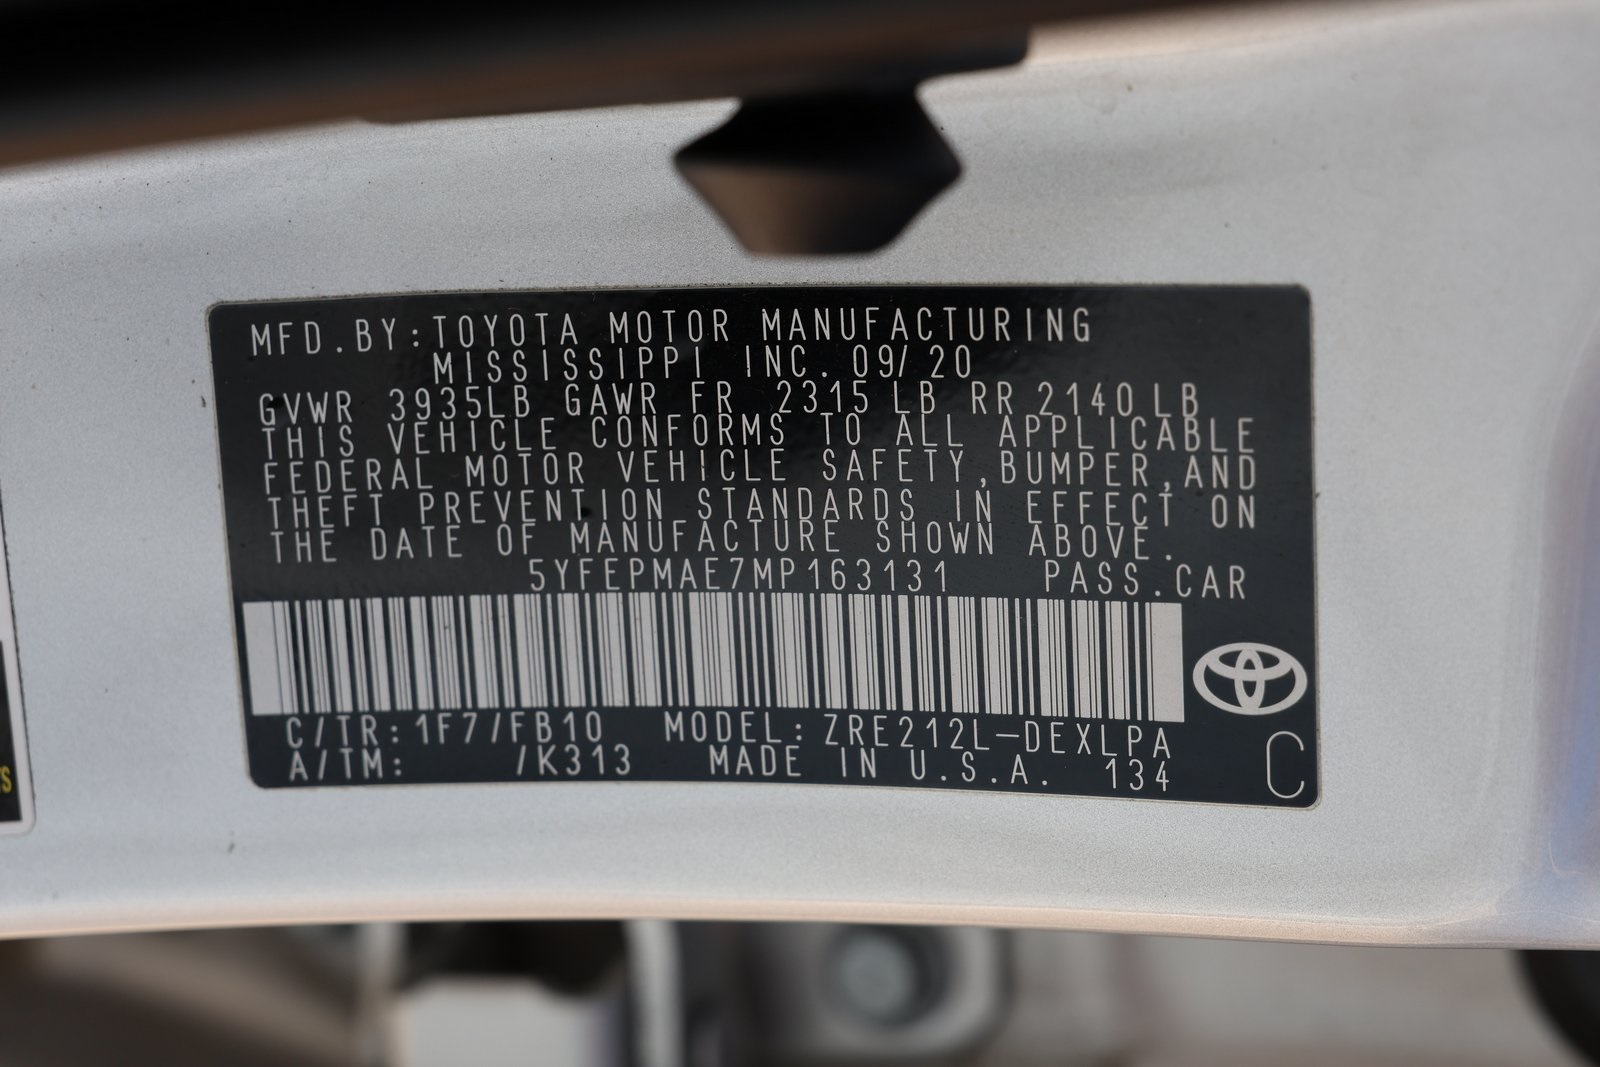 MFD.BY:TOYOTA MOTOR MANUFACTURING
MISSISSIPPI INC. 09/20
GVWR 3935LB GAWR FR 2315 LB RR 2140LB
THIS VEHICLE CONFORMS TO ALL APPLICABLE
FEDERAL MOTOR VEHICLE SAFETY,BUMPER,AND
THEFT PREVENTION STANDARDS IN EFFECT ON
THE DATE OF MANUFACTURE SHOWN ABOVE.
5YFEPMAE7MP163131 PASS.CAR
C/TR:1F7/FB10 MODEL:ZRE212L-DEXLPA
A/TM: /K313 MADE IN U.S.A. 134
C